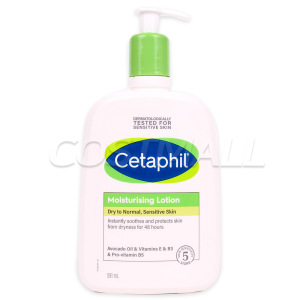 DERMATOLOGICALLY
TESTED FOR
SENSITIVE SKIN
Cetaphil
Moisturising Lotion
Dry to Normal, Sensitive Skin
Instantly soothes and protects skin
from dryness for 48 hours
Avocado Oil & Vitamins E & B3
& Pro-vitamin B5
5